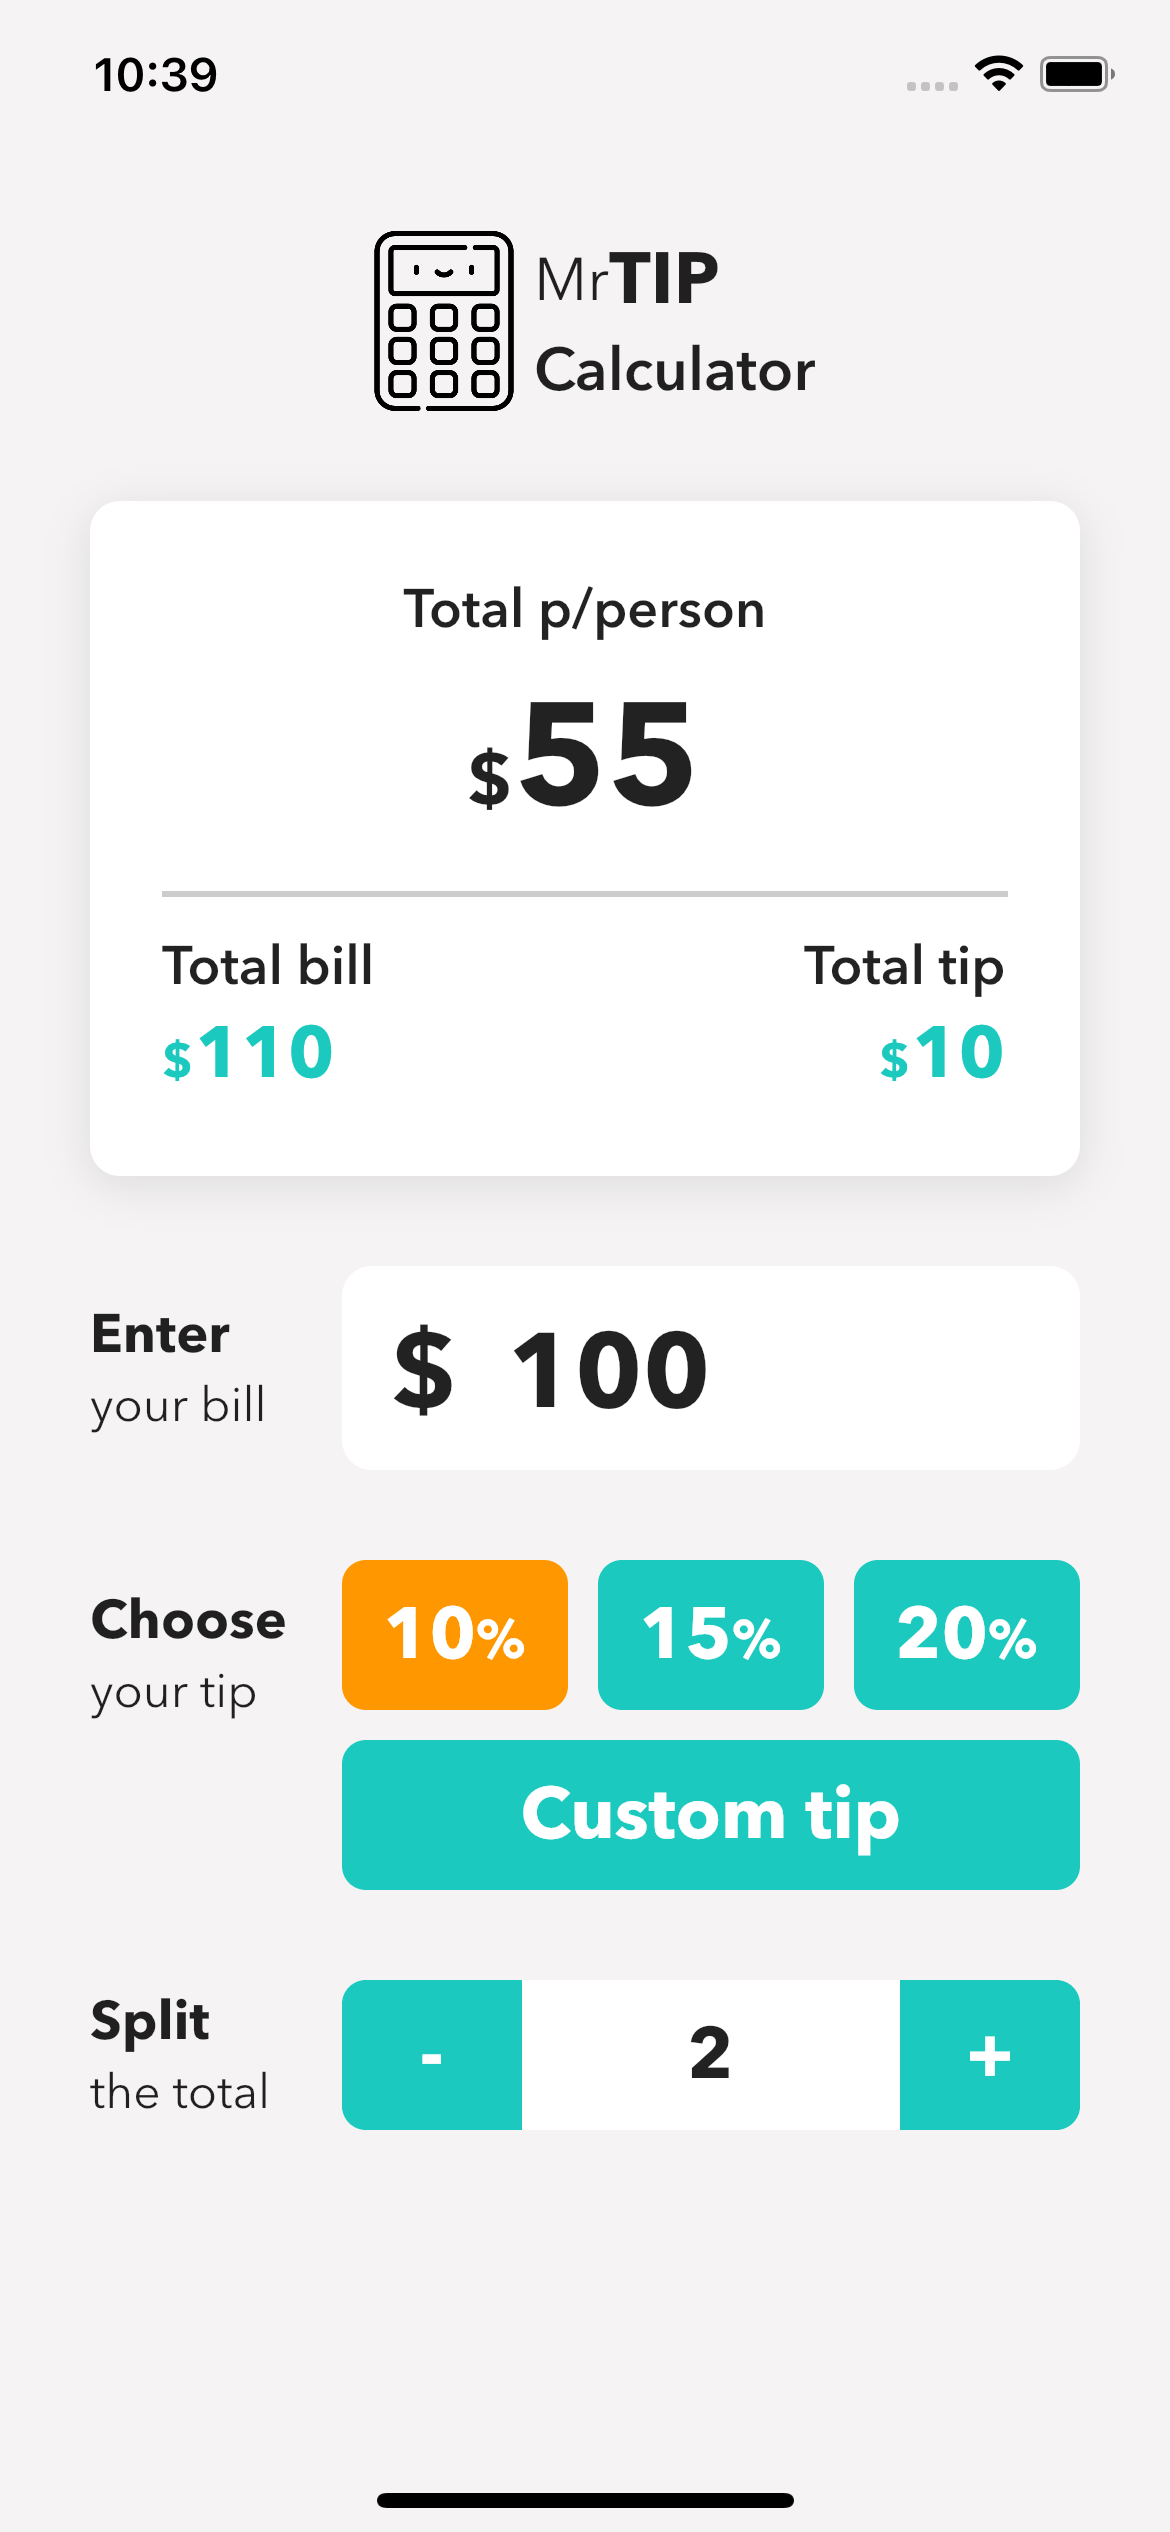 10:39
MrTIP
Calculator
Total p/person
$55
Total bill
Total tip
$110
$10
Enter
your bill
$ 100
Choose
your tip
10%
15%
20%
Custom tip
Split
the total
-
2
+